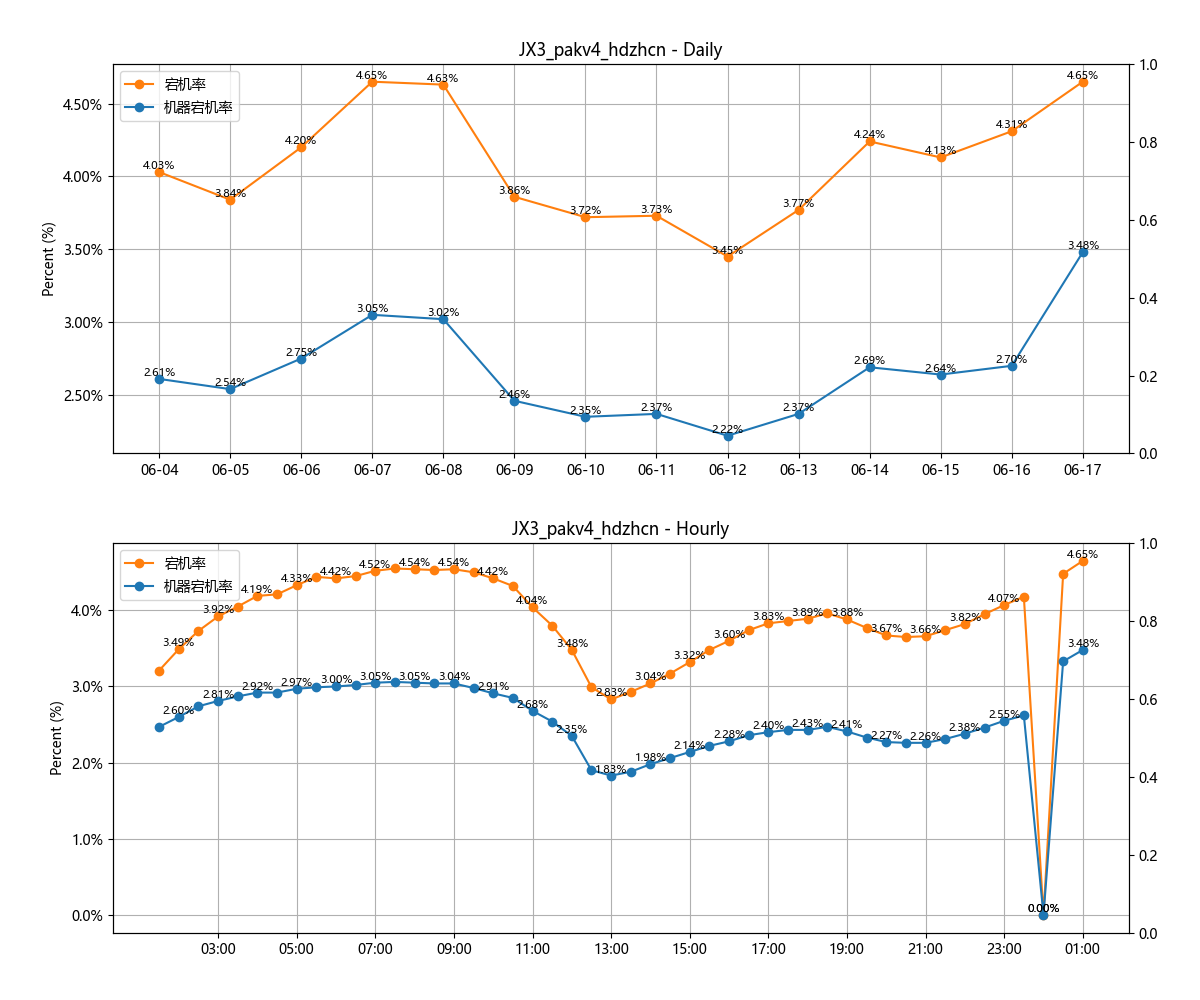 JX3_pakv4_hdzhcn - Daily
宕机率
机器宕机率
Percent (%)
4.50%
4.00%
3.50%
3.00%
2.50%
1.0
0.8
0.6
0.4
0.2
0.0
4.03% 3.84% 4.20% 4.65% 4.63% 3.86% 3.72% 3.73% 3.45% 3.77% 4.24% 4.13% 4.31% 4.65%
2.61% 2.54% 2.75% 3.05% 3.02% 2.46% 2.35% 2.37% 2.22% 2.37% 2.69% 2.64% 2.70% 3.48%
06-04 06-05 06-06 06-07 06-08 06-09 06-10 06-11 06-12 06-13 06-14 06-15 06-16 06-17
JX3_pakv4_hdzhcn - Hourly
宕机率
机器宕机率
Percent (%)
4.0%
3.0%
2.0%
1.0%
0.0%
1.0
0.8
0.6
0.4
0.2
0.0
3.49% 3.92% 4.19% 4.33% 4.42% 4.52% 4.54% 4.54% 4.42% 4.04% 3.48% 2.83% 3.04% 3.32% 3.60% 3.83% 3.89% 3.88% 3.67% 3.66% 3.82% 4.07% 0.00% 4.65%
2.60% 2.81% 2.92% 2.97% 3.00% 3.05% 3.05% 3.04% 2.91% 2.68% 2.35% 1.83% 1.98% 2.14% 2.28% 2.40% 2.43% 2.41% 2.27% 2.26% 2.38% 2.55% 0.00% 3.48%
03:00 05:00 07:00 09:00 11:00 13:00 15:00 17:00 19:00 21:00 23:00 01:00